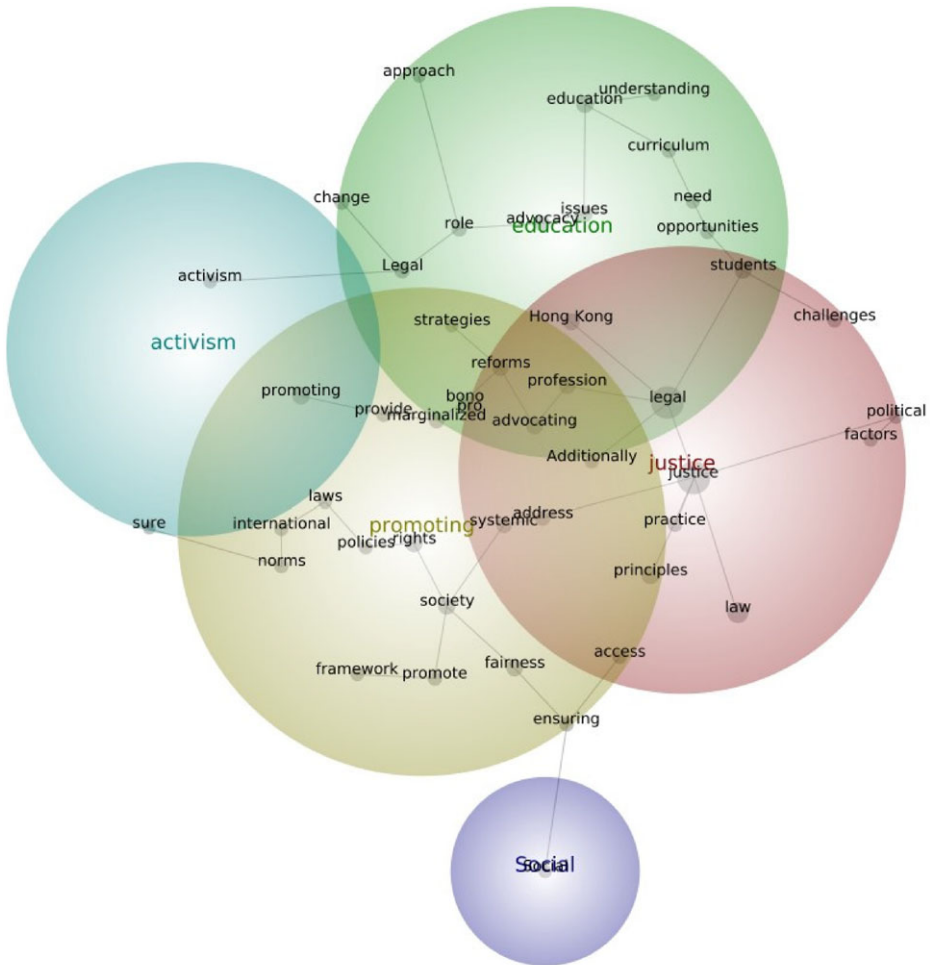 approach
understanding
education
curriculum
change
need
issues
advocacy
role
education
opportunities
Legal
students
activism
Hong Kong
challenges
strategies
activism
reforms
profession
promoting
bono
legal
pro
provide
marginalized
political
advocating
factors
Additionally
justice
justice
laws
address
sure
international
promoting
systemic
practice
policies
rights
norms
principles
society
law
access
fairness
framework
promote
ensuring
Social
Social